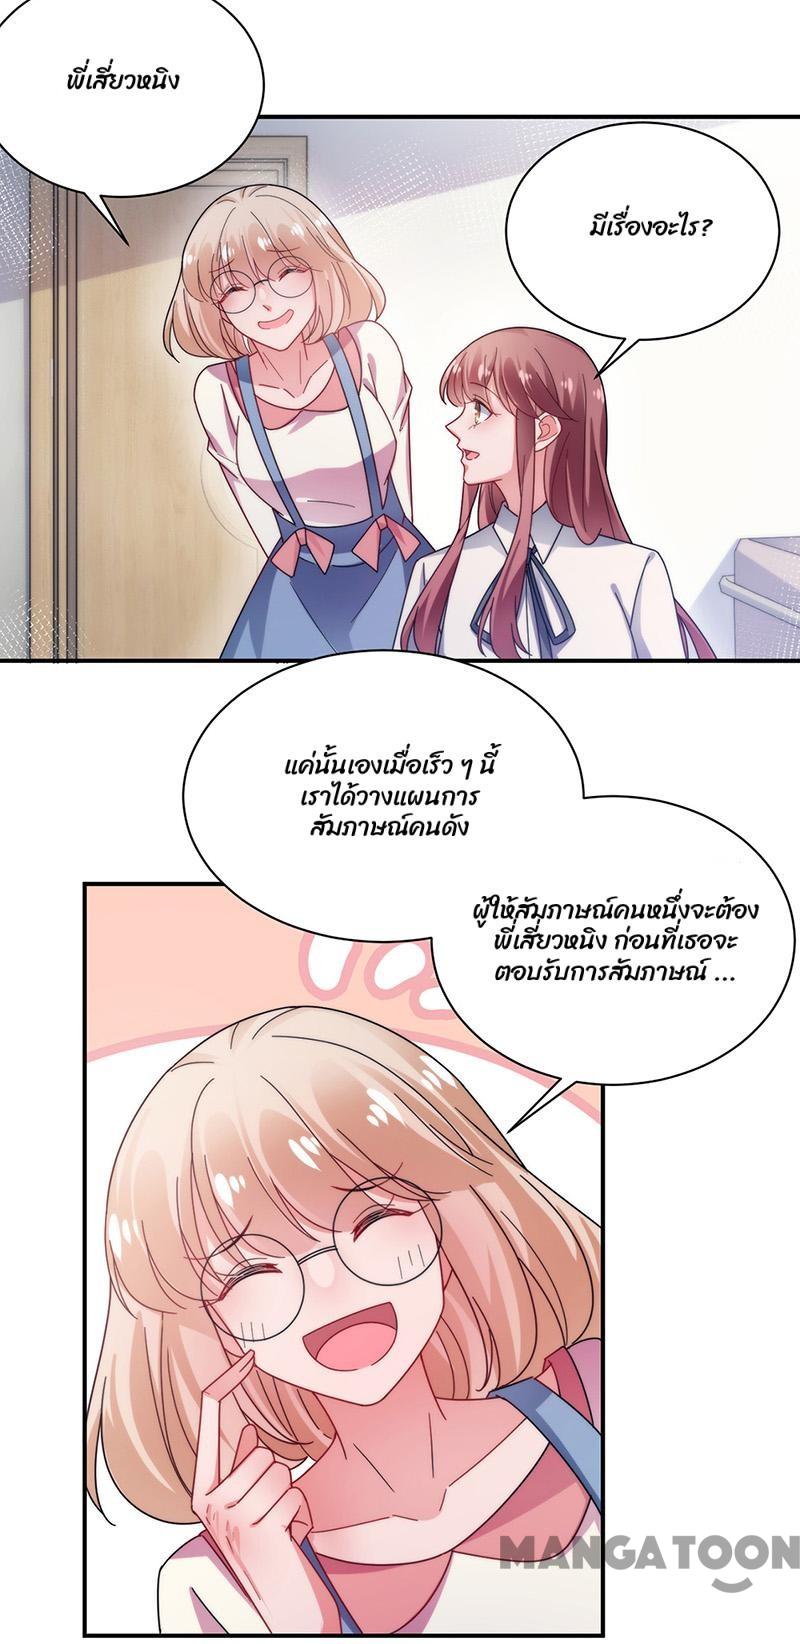 พี่เสี่ยวหนิง
มีเรื่องอะไร?
แค่นั้นเองเมื่อเร็ว ๆ นี้
เราได้วางแผนการ
สัมภาษณ์คนดัง
ผู้ให้สัมภาษณ์คนหนึ่งจะต้อง
พี่เสี่ยวหนิง ก่อนที่เธอจะ
ตอบรับการสัมภาษณ์ ...
MANGATOON